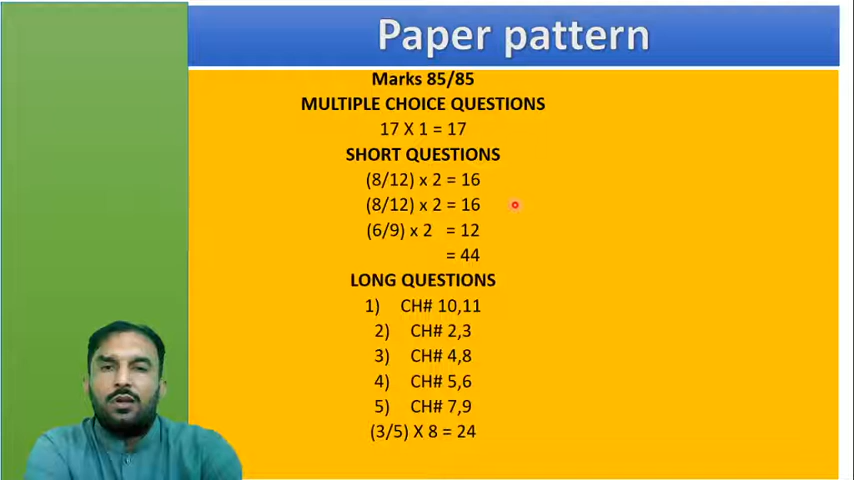 Paper pattern
Marks 85/85
MULTIPLE CHOICE QUESTIONS
17 X 1 = 17
SHORT QUESTIONS
(8/12) x 2 = 16
(8/12) x 2 = 16
(6/9) x 2 = 12
= 44
LONG QUESTIONS
1) CH# 10,11
2) CH# 2,3
3) CH# 4,8
4) CH# 5,6
5) CH# 7,9
(3/5) X 8 = 24